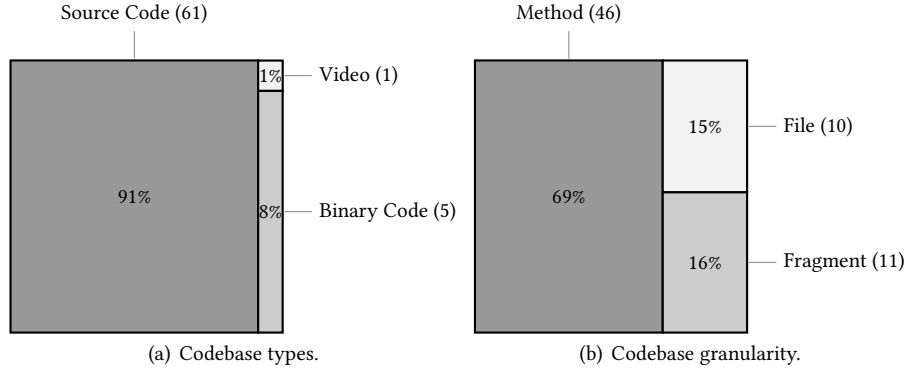 Source Code (61)
1%
Video (1)
91%
8%
Binary Code (5)
(a) Codebase types.
Method (46)
15%
File (10)
69%
16%
Fragment (11)
(b) Codebase granularity.